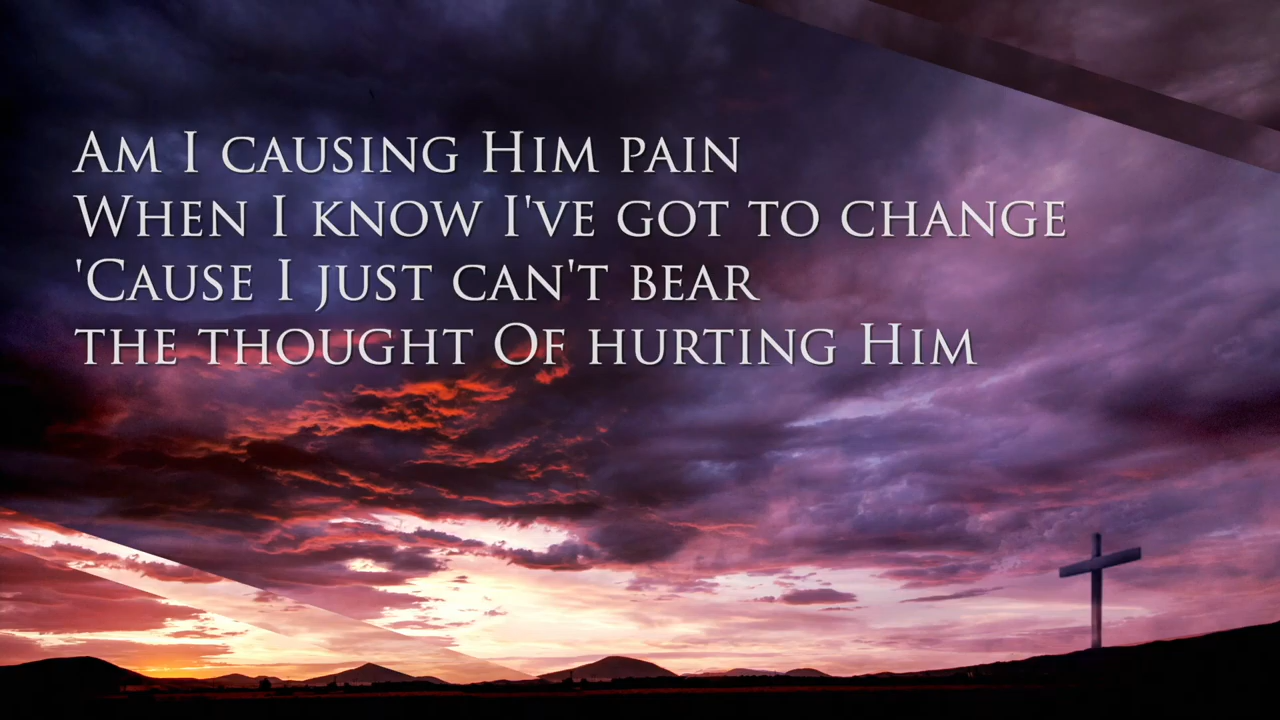 Am I causing Him pain
When I know I've got to change
'Cause I just can't bear
the thought Of hurting Him